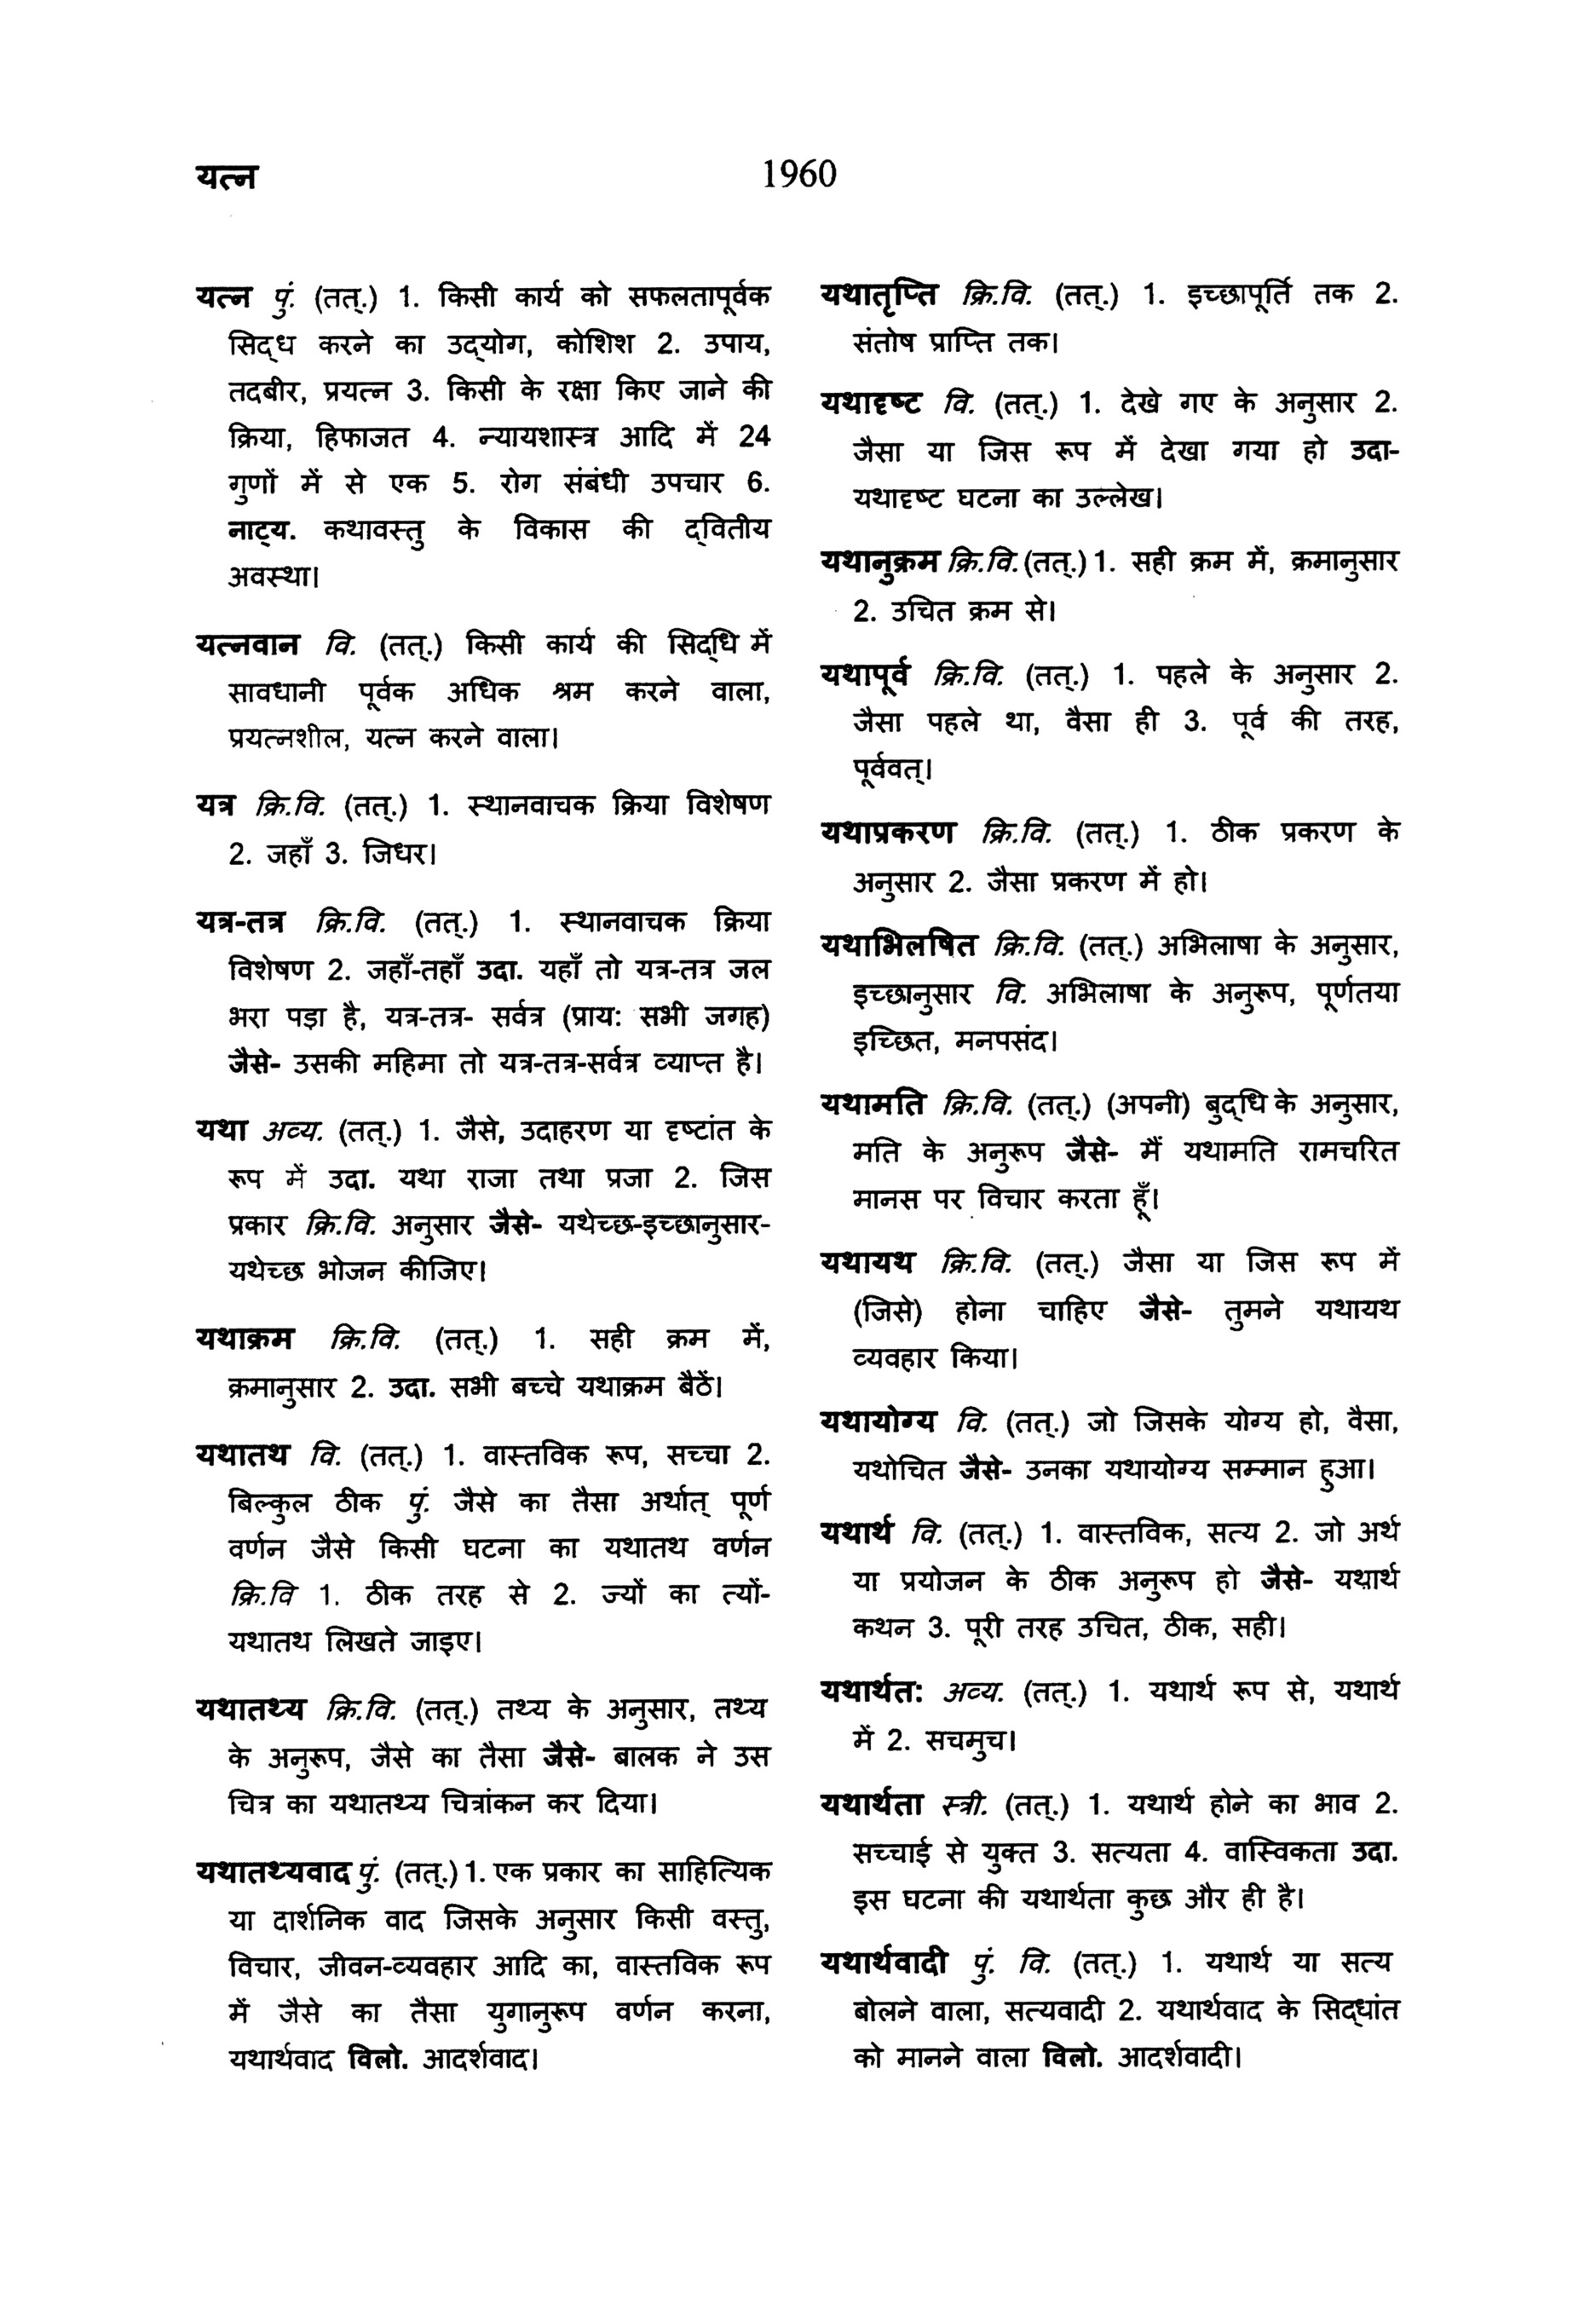 यत्न
1960
यत्न पुं. (तत्.) 1. किसी कार्य को सफलतापूर्वक
सिद्ध करने का उद्योग, कोशिश 2. उपाय,
तदबीर, प्रयत्न 3. किसी के रक्षा किए जाने की
क्रिया, हिफाजत 4. न्यायशास्त्र आदि में 24
गुणों में से एक 5. रोग संबंधी उपचार 6.
नाट्य. कथावस्तु के विकास की द्वितीय
अवस्था।
यत्नवान वि. (तत्.) किसी कार्य की सिद्धि में
सावधानी पूर्वक अधिक श्रम करने वाला,
प्रयत्नशील, यत्न करने वाला।
यत्र क्रि.वि. (तत्.) 1. स्थानवाचक क्रिया विशेषण
2. जहाँ 3. जिधर।
यत्र-तत्र क्रि.वि. (तत्.) 1. स्थानवाचक क्रिया
विशेषण 2. जहाँ-तहाँ उदा. यहाँ तो यत्र-तत्र जल
भरा पड़ा है, यत्र-तत्र- सर्वत्र (प्राय: सभी जगह)
जैसे- उसकी महिमा तो यत्र-तत्र-सर्वत्र व्याप्त है।
यथा अव्य. (तत्.) 1. जैसे, उदाहरण या दृष्टांत के
रूप में उदा. यथा राजा तथा प्रजा 2. जिस
प्रकार क्रि.वि. अनुसार जैसे- यथेच्छ-इच्छानुसार-
यथेच्छ भोजन कीजिए।
यथाक्रम क्रि.वि. (तत्.) 1. सही क्रम में,
क्रमानुसार 2. उदा. सभी बच्चे यथाक्रम बैठें।
यथातथ वि. (तत्.) 1. वास्तविक रूप, सच्चा 2.
बिल्कुल ठीक पुं. जैसे का तैसा अर्थात् पूर्ण
वर्णन जैसे किसी घटना का यथातथ वर्णन
क्रि.वि 1. ठीक तरह से 2. ज्यों का त्यों-
यथातथ लिखते जाइए।
यथातथ्य क्रि.वि. (तत्.) तथ्य के अनुसार, तथ्य
के अनुरूप, जैसे का तैसा जैसे- बालक ने उस
चित्र का यथातथ्य चित्रांकन कर दिया।
यथातथ्यवाद पुं. (तत्.) 1. एक प्रकार का साहित्यिक
या दार्शनिक वाद जिसके अनुसार किसी वस्तु,
विचार, जीवन-व्यवहार आदि का, वास्तविक रूप
में जैसे का तैसा युगानुरूप वर्णन करना,
यथार्थवाद विलो. आदर्शवाद।
यथातृप्ति क्रि.वि. (तत्.) 1. इच्छापूर्ति तक 2.
संतोष प्राप्ति तक।
यथादृष्ट वि. (तत्.) 1. देखे गए के अनुसार 2.
जैसा या जिस रूप में देखा गया हो उदा-
यथादृष्ट घटना का उल्लेख।
यथानुक्रम क्रि.वि. (तत्.) 1. सही क्रम में, क्रमानुसार
2. उचित क्रम से।
यथापूर्व क्रि.वि. (तत्.) 1. पहले के अनुसार 2.
जैसा पहले था, वैसा ही 3. पूर्व की तरह,
पूर्ववत्।
यथाप्रकरण क्रि.वि. (तत्.) 1. ठीक प्रकरण के
अनुसार 2. जैसा प्रकरण में हो।
यथाभिलषित क्रि.वि. (तत्.) अभिलाषा के अनुसार,
इच्छानुसार वि. अभिलाषा के अनुरूप, पूर्णतया
इच्छित, मनपसंद।
यथामति क्रि.वि. (तत्.) (अपनी) बुद्धि के अनुसार,
मति के अनुरूप जैसे- मैं यथामति रामचरित
मानस पर विचार करता हूँ।
यथायथ क्रि.वि. (तत्.) जैसा या जिस रूप में
(जिसे) होना चाहिए जैसे- तुमने यथायथ
व्यवहार किया।
यथायोग्य वि. (तत्.) जो जिसके योग्य हो, वैसा,
यथोचित जैसे- उनका यथायोग्य सम्मान हुआ।
यथार्थ वि. (तत्.) 1. वास्तविक, सत्य 2. जो अर्थ
या प्रयोजन के ठीक अनुरूप हो जैसे- यथार्थ
कथन 3. पूरी तरह उचित, ठीक, सही।
यथार्थत: अव्य. (तत्.) 1. यथार्थ रूप से, यथार्थ
में 2. सचमुच।
यथार्थता स्त्री. (तत्.) 1. यथार्थ होने का भाव 2.
सच्चाई से युक्त 3. सत्यता 4. वास्विकता उदा.
इस घटना की यथार्थता कुछ और ही है।
यथार्थवादी पुं. वि. (तत्.) 1. यथार्थ या सत्य
बोलने वाला, सत्यवादी 2. यथार्थवाद के सिद्धांत
को मानने वाला विलो. आदर्शवादी।